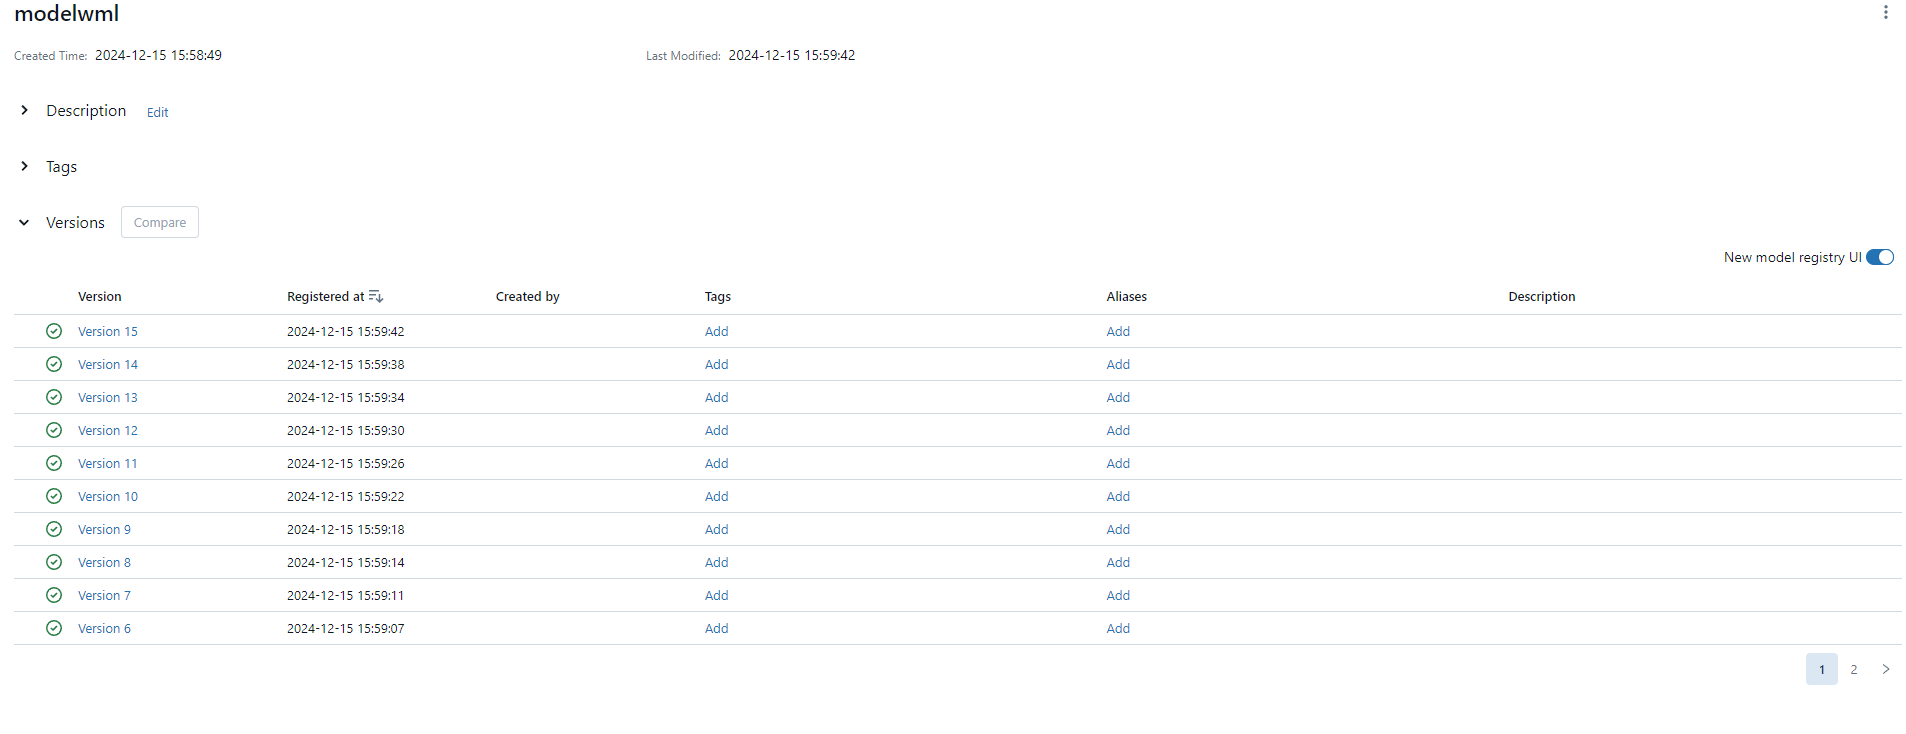 modelwml
Created Time: 2024-12-15 15:58:49 Last Modified: 2024-12-15 15:59:42
Description Edit
Tags
Versions Compare
New model registry UI
Version Registered at Created by Tags Aliases Description
Version 15 2024-12-15 15:59:42 Add Add
Version 14 2024-12-15 15:59:38 Add Add
Version 13 2024-12-15 15:59:34 Add Add
Version 12 2024-12-15 15:59:30 Add Add
Version 11 2024-12-15 15:59:26 Add Add
Version 10 2024-12-15 15:59:22 Add Add
Version 9 2024-12-15 15:59:18 Add Add
Version 8 2024-12-15 15:59:14 Add Add
Version 7 2024-12-15 15:59:11 Add Add
Version 6 2024-12-15 15:59:07 Add Add
1 2